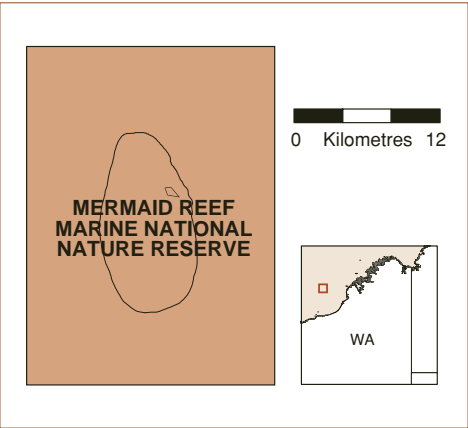 MERMAID REEF
MARINE NATIONAL
NATURE RESERVE
0 Kilometres 12
WA